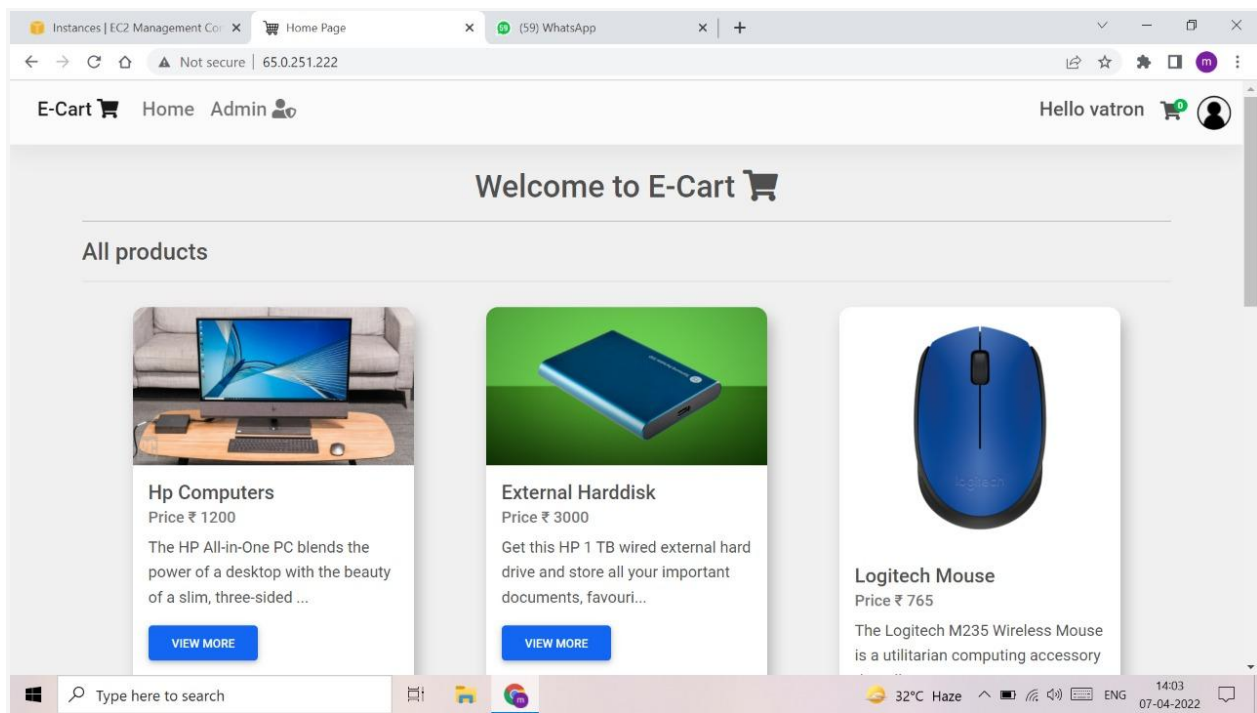 Instances | EC2 Management Con
Home Page
(59) WhatsApp
Not secure | 65.0.251.222
m
E-Cart Home Admin
Hello vatron 0
Welcome to E-Cart
All products
Hp Computers
Price ₹ 1200
The HP All-in-One PC blends the
power of a desktop with the beauty
of a slim, three-sided ...
VIEW MORE
External Harddisk
Price ₹ 3000
Get this HP 1 TB wired external hard
drive and store all your important
documents, favouri...
VIEW MORE
logitech
Logitech Mouse
Price ₹ 765
The Logitech M235 Wireless Mouse
is a utilitarian computing accessory
Type here to search
32°C Haze
ENG
14:03
07-04-2022